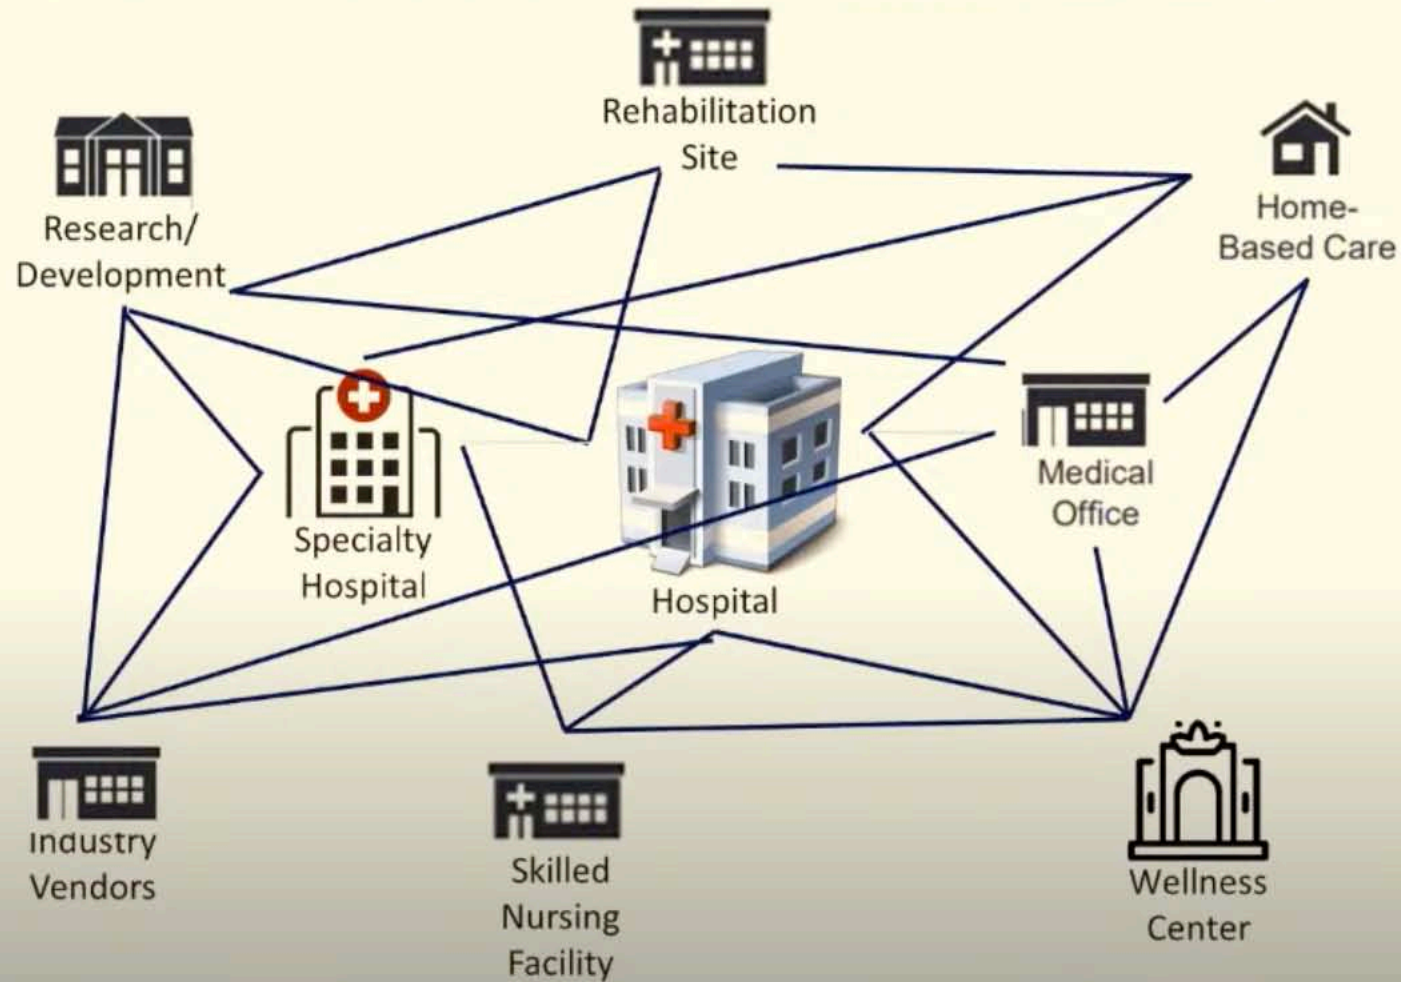 Rehabilitation
Site
Research/
Development
Home-
Based Care
Specialty
Hospital
Hospital
Medical
Office
Industry
Vendors
Skilled
Nursing
Facility
Wellness
Center